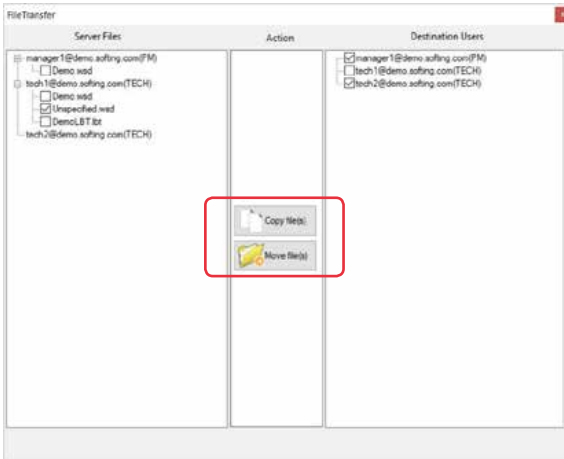 FileTransfer
Server Files
Action
Destination Users
manager1@demo.softing.com(PM)
Demo.wsd
tech1@demo.softing.com(TECH)
Demo.wsd
Unspecified.wsd
DemoLBT.lbt
tech2@demo.softing.com(TECH)
Copy file(s)
Move file(s)
manager1@demo.softing.com(PM)
tech1@demo.softing.com(TECH)
tech2@demo.softing.com(TECH)